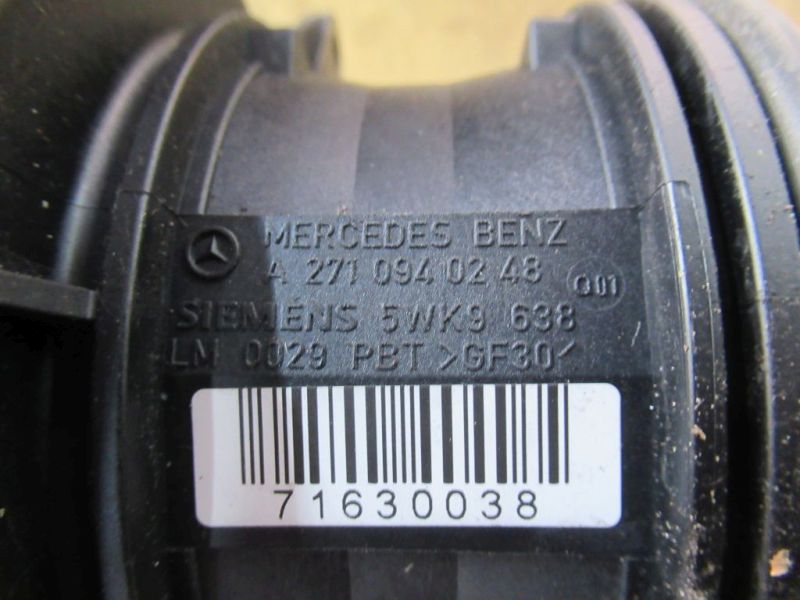 MERCEDES BENZ
A 271 094 02 48
Q01
SIEMENS 5WK9 638
LM 0029 PBT >GF30<
71630038